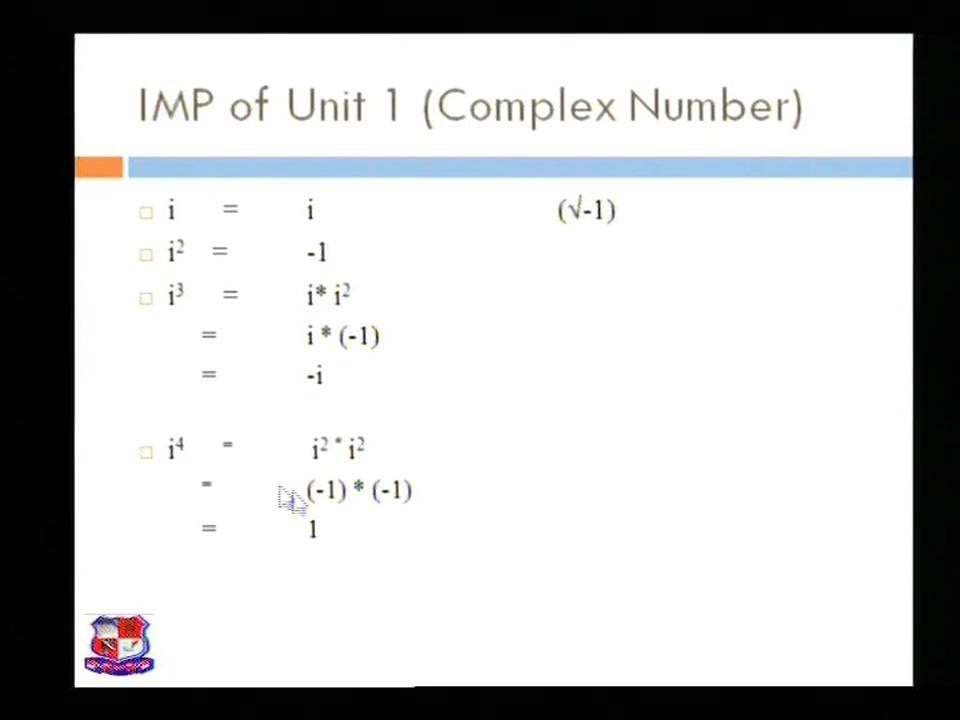 IMP of Unit 1 (Complex Number)
i = i (√-1)
i² = -1
i³ = i* i²
= i * (-1)
= -i
i⁴ = i² * i²
= (-1) * (-1)
= 1